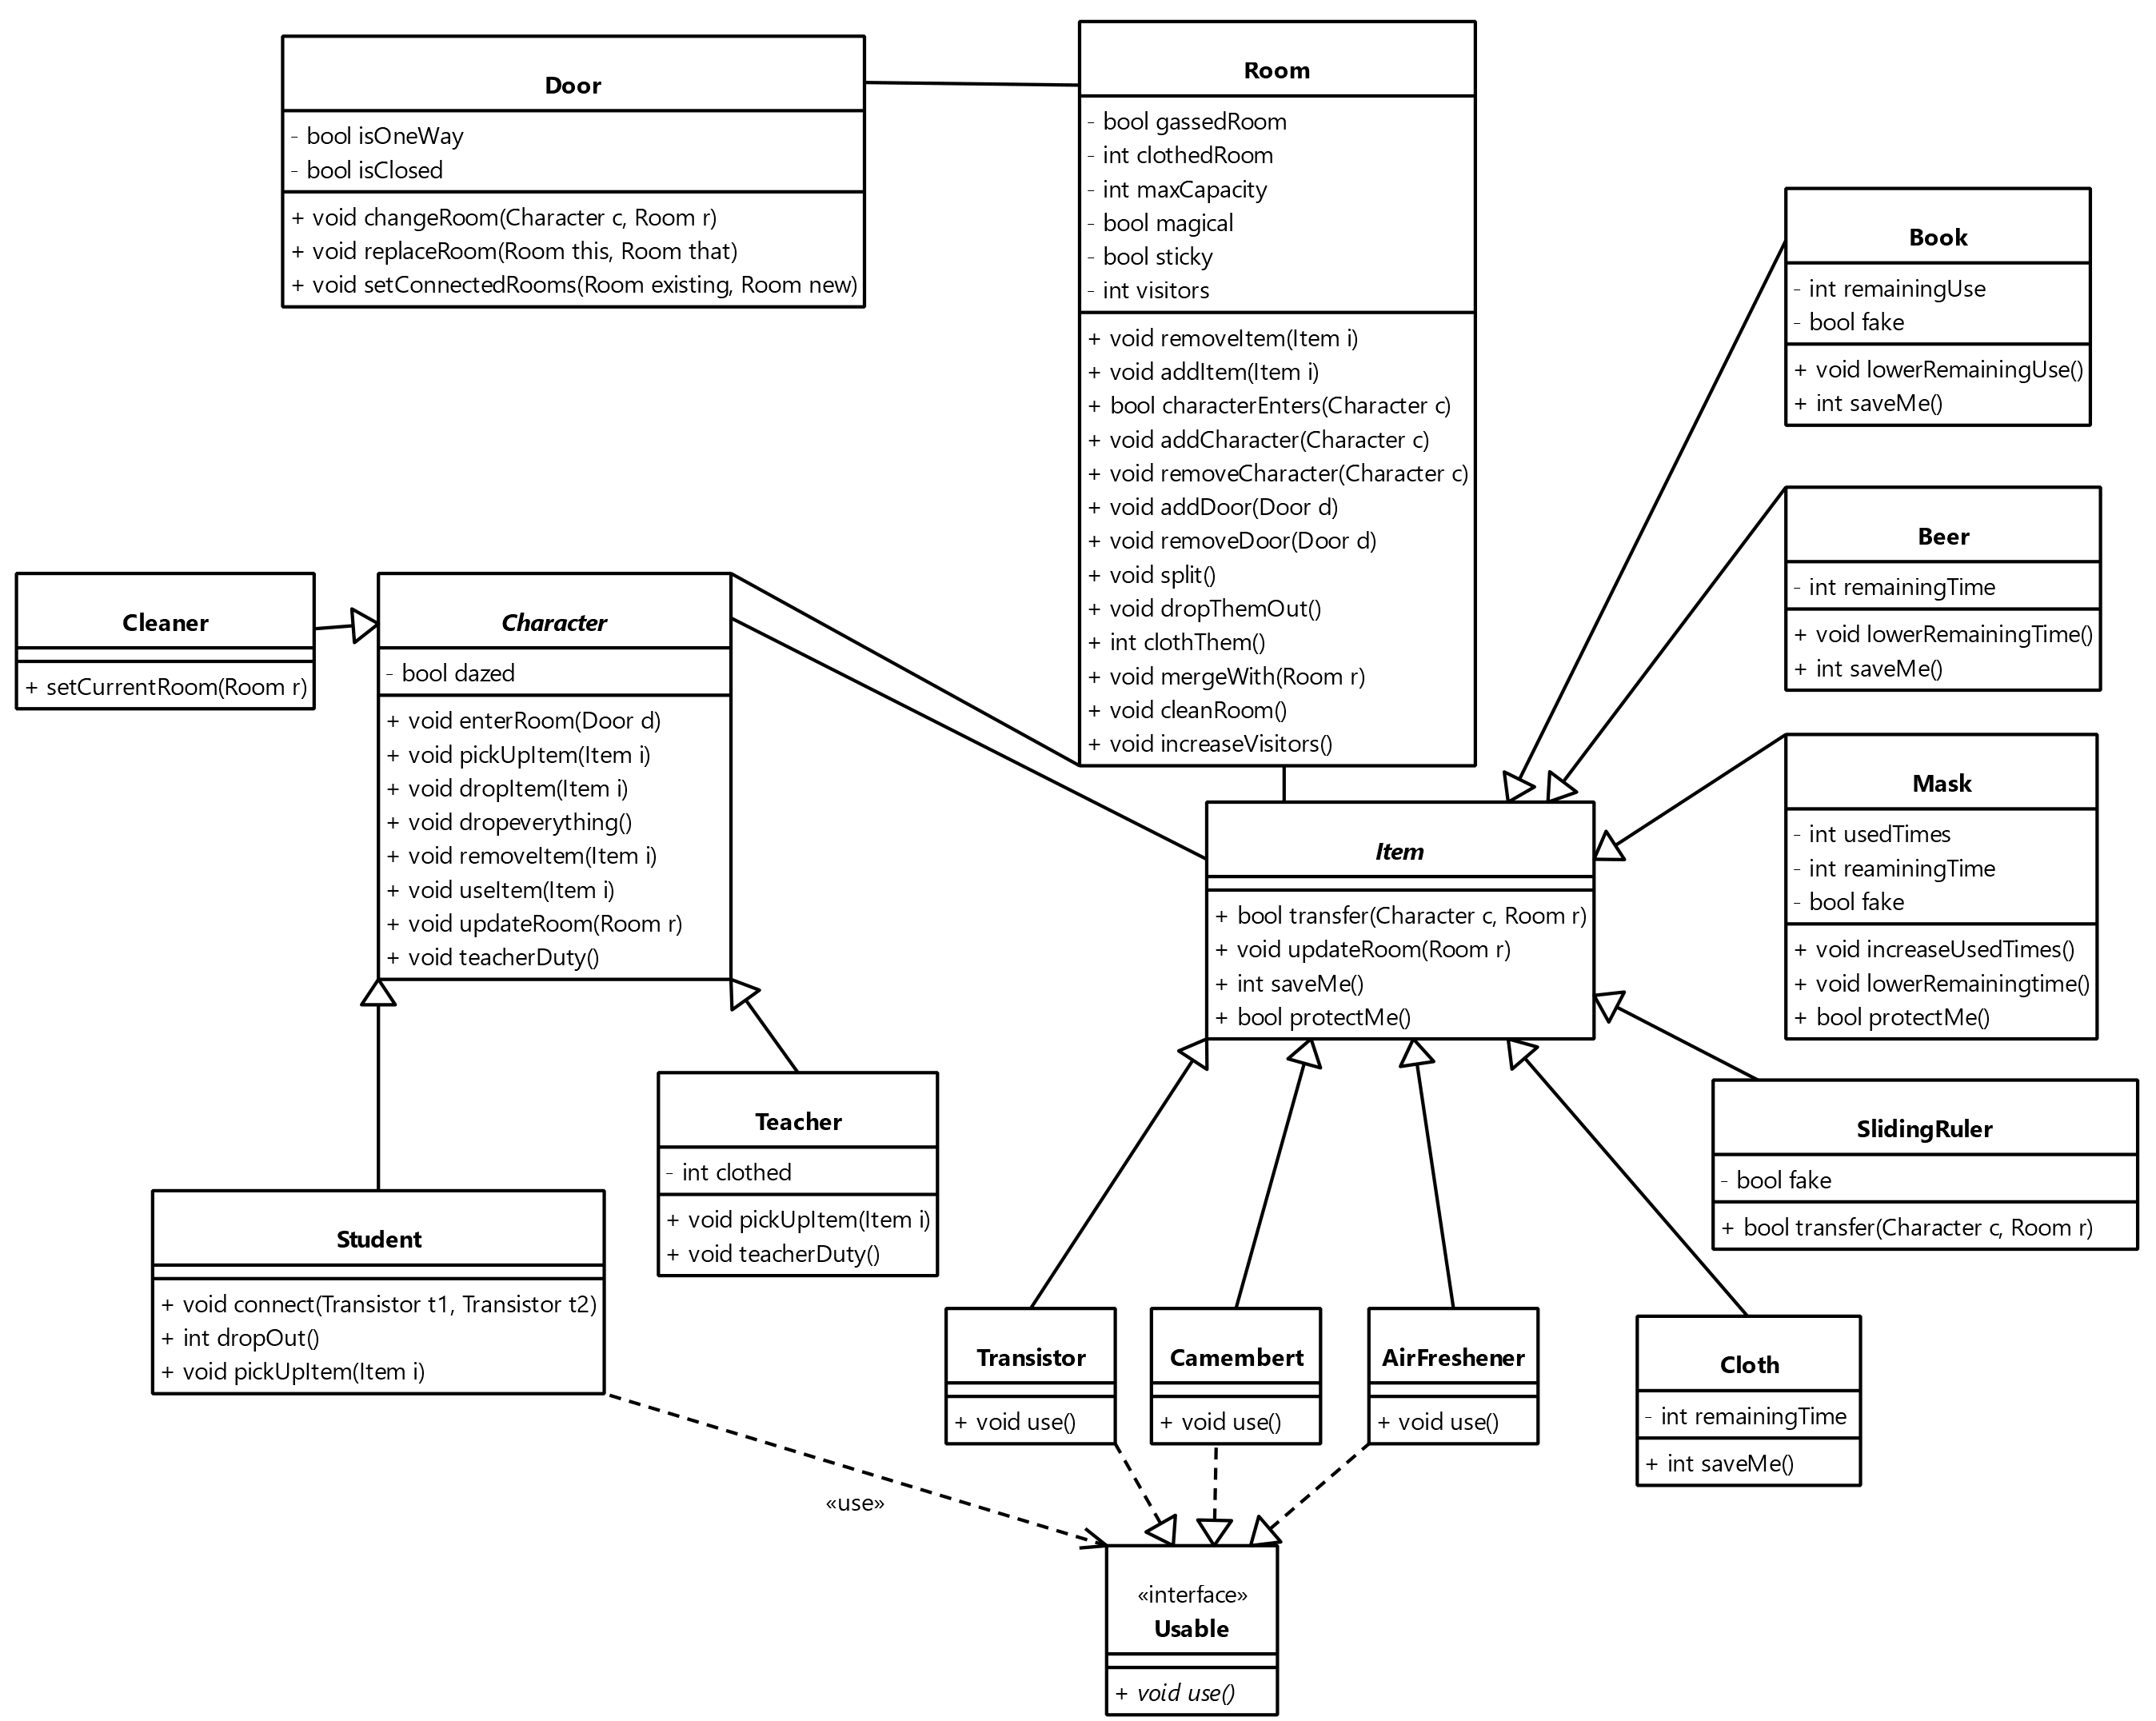 Door
- bool isOneWay
- bool isClosed
+ void changeRoom(Character c, Room r)
+ void replaceRoom(Room this, Room that)
+ void setConnectedRooms(Room existing, Room new)
Room
- bool gassedRoom
- int clothedRoom
- int maxCapacity
- bool magical
- bool sticky
- int visitors
+ void removeItem(Item i)
+ void addItem(Item i)
+ bool characterEnters(Character c)
+ void addCharacter(Character c)
+ void removeCharacter(Character c)
+ void addDoor(Door d)
+ void removeDoor(Door d)
+ void split()
+ void dropThemOut()
+ int clothThem()
+ void mergeWith(Room r)
+ void cleanRoom()
+ void increaseVisitors()
Book
- int remainingUse
- bool fake
+ void lowerRemainingUse()
+ int saveMe()
Beer
- int remainingTime
+ void lowerRemainingTime()
+ int saveMe()
Cleaner
+ setCurrentRoom(Room r)
Character
- bool dazed
+ void enterRoom(Door d)
+ void pickUpItem(Item i)
+ void dropItem(Item i)
+ void dropeverything()
+ void removeItem(Item i)
+ void useItem(Item i)
+ void updateRoom(Room r)
+ void teacherDuty()
Mask
- int usedTimes
- int reaminingTime
- bool fake
+ void increaseUsedTimes()
+ void lowerRemainingtime()
+ bool protectMe()
Item
+ bool transfer(Character c, Room r)
+ void updateRoom(Room r)
+ int saveMe()
+ bool protectMe()
Teacher
- int clothed
+ void pickUpItem(Item i)
+ void teacherDuty()
SlidingRuler
- bool fake
+ bool transfer(Character c, Room r)
Student
+ void connect(Transistor t1, Transistor t2)
+ int dropOut()
+ void pickUpItem(Item i)
Transistor
+ void use()
Camembert
+ void use()
AirFreshener
+ void use()
Cloth
- int remainingTime
+ int saveMe()
«use»
«interface»
Usable
+ void use()